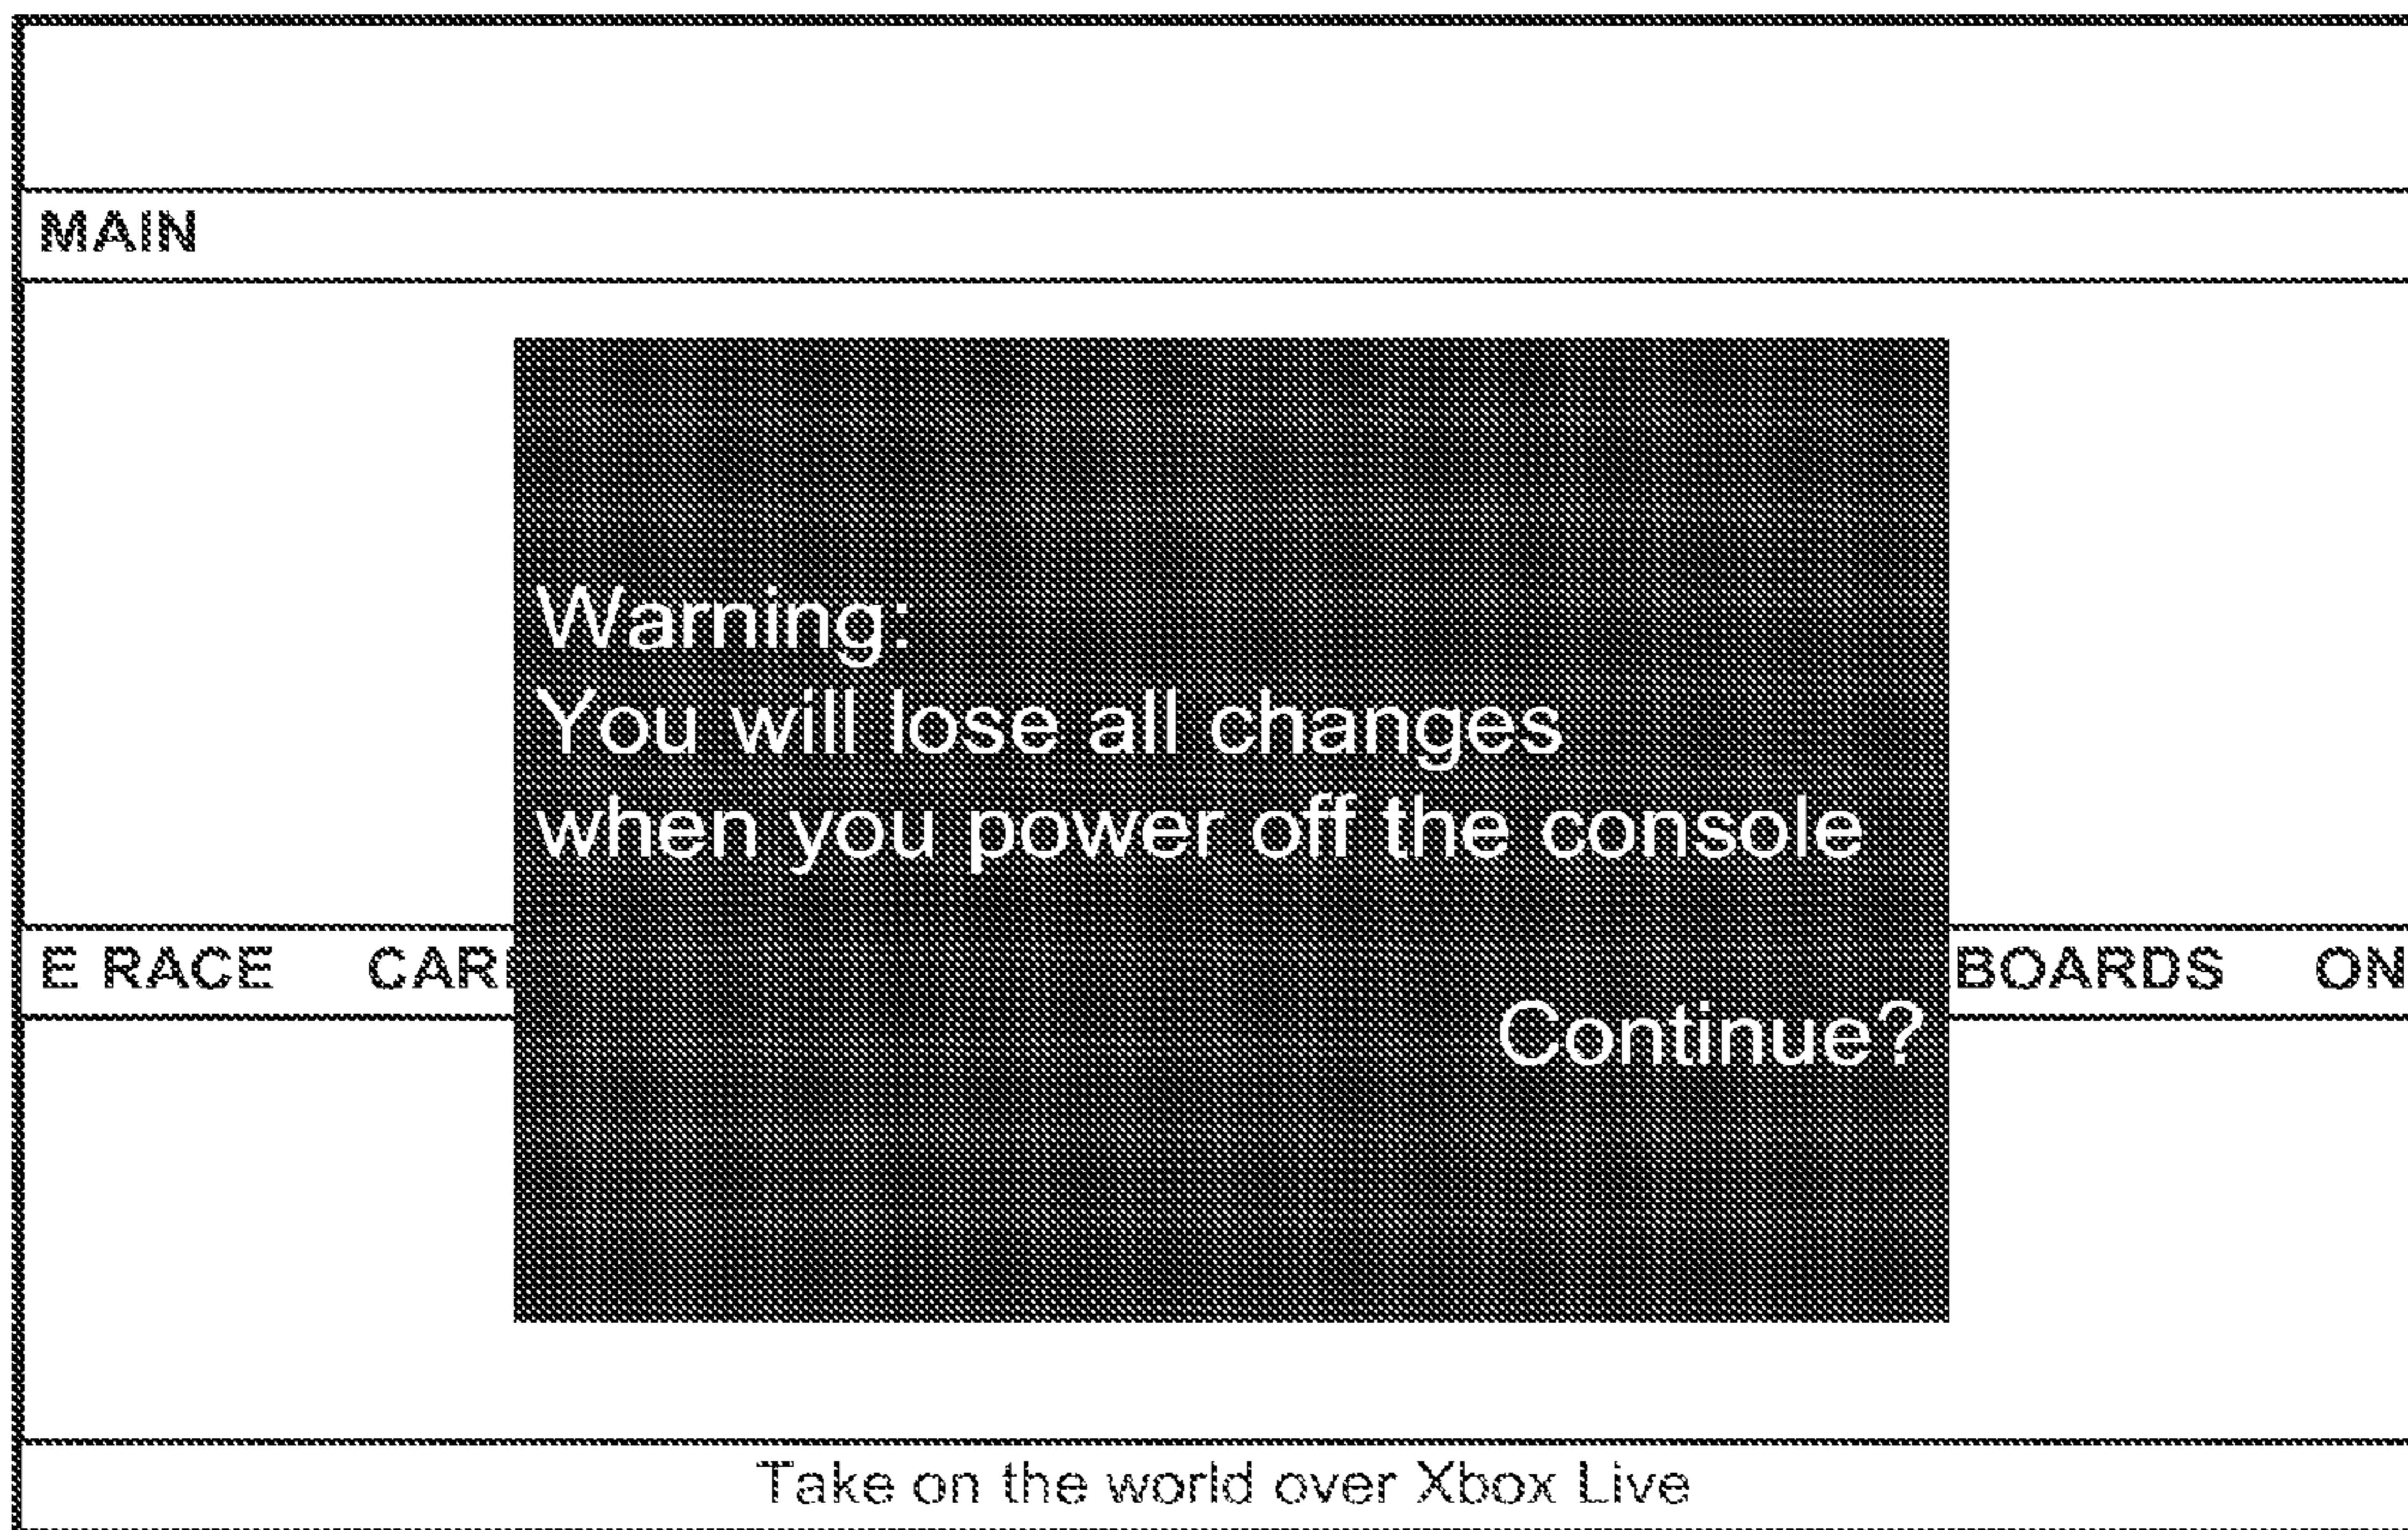 MAIN
Warning:
You will lose all changes
when you power off the console
E RACE CAR BOARDS ON
Continue?
Take on the world over Xbox Live